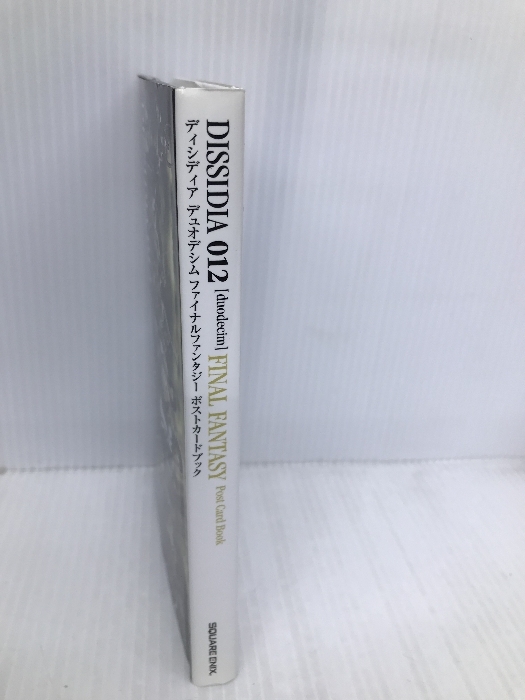 DISSIDIA 012 [duodecim] FINAL FANTASY Post Card Book
ディシディア デュオデシム ファイナルファンタジー ポストカードブック
SQUARE ENIX.